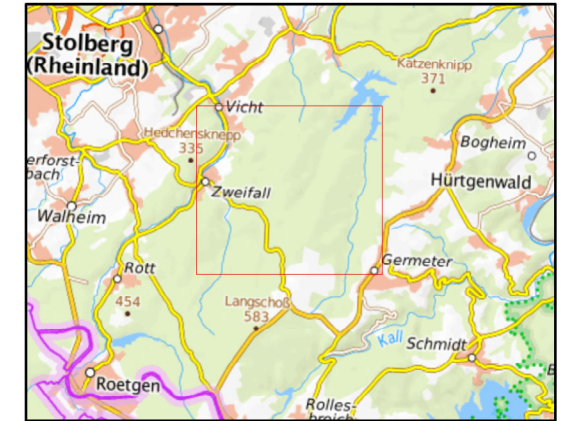 Stolberg
(Rheinland)
Katzenknipp
371
Vicht
Hedchensknepp
335
Bogheim
erforst-
bach
Zweifall
Hürtgenwald
Walheim
Rott
Germeter
454
Langschoß
583
Kall
Schmidt
Roetgen
Rolles-
broich